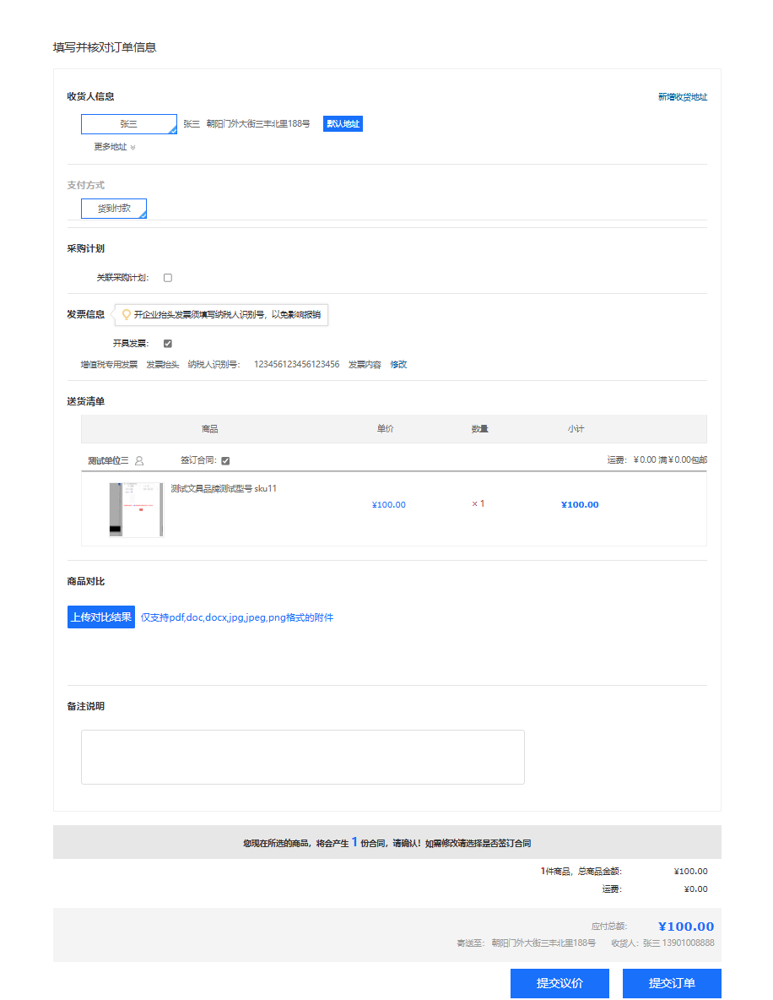 填写并核对订单信息
收货人信息 新增收货地址
张三 张三 朝阳门外大街三丰北里188号 默认地址
更多地址
支付方式
货到付款
采购计划
关联采购计划：
发票信息 开企业抬头发票须填写纳税人识别号，以免影响报销
开具发票：
增值税专用发票 发票抬头 纳税人识别号： 123456123456123456 发票内容 修改
送货清单
商品 单价 数量 小计
测试单位三 签订合同: 运费: ￥0.00 满￥0.00包邮
测试文具品牌测试型号 sku11
¥100.00 × 1 ¥100.00
商品对比
上传对比结果 仅支持pdf,doc,docx,jpg,jpeg,png格式的附件
备注说明
您现在所选的商品，将会产生 1 份合同，请确认！如需修改请选择是否签订合同
1件商品，总商品金额： ¥100.00
运费： ¥0.00
应付总额： ¥100.00
寄送至： 朝阳门外大街三丰北里188号 收货人：张三 13901008888
提交议价 提交订单